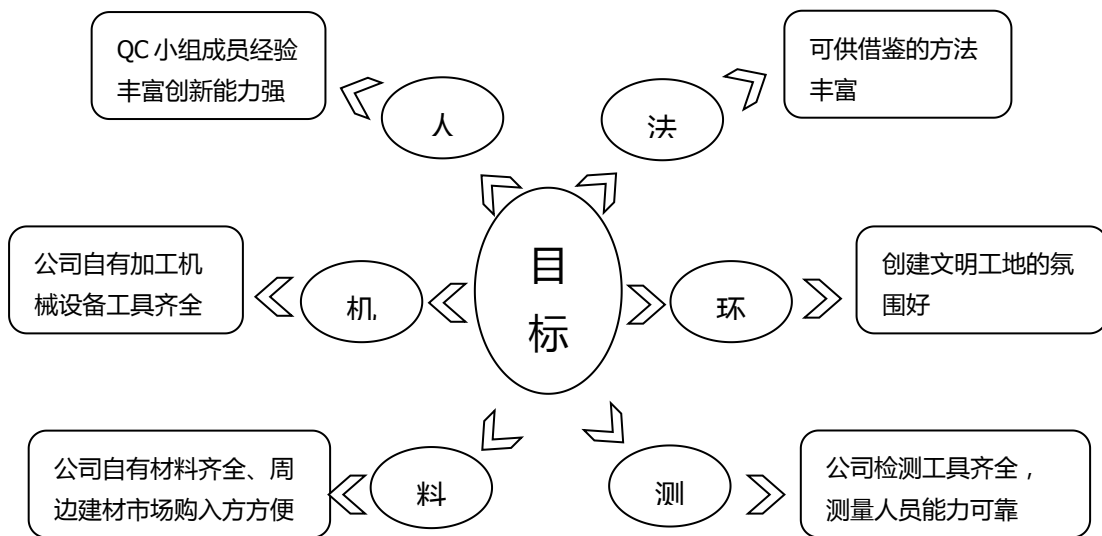 QC 小组成员经验
丰富创新能力强
人
法
可供借鉴的方法
丰富
公司自有加工机
械设备工具齐全
机
目
标
环
创建文明工地的氛
围好
公司自有材料齐全、周
边建材市场购入方方便
料
测
公司检测工具齐全，
测量人员能力可靠